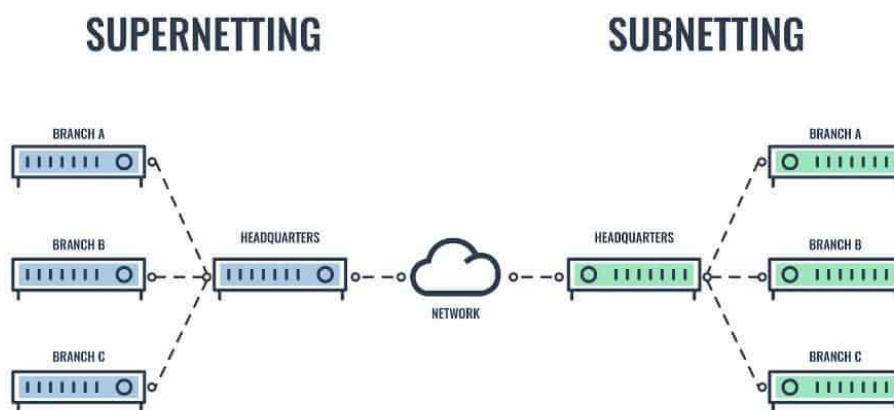 SUPERNETTING
SUBNETTING
BRANCH A
BRANCH A
HEADQUARTERS
HEADQUARTERS
BRANCH B
BRANCH B
NETWORK
BRANCH C
BRANCH C